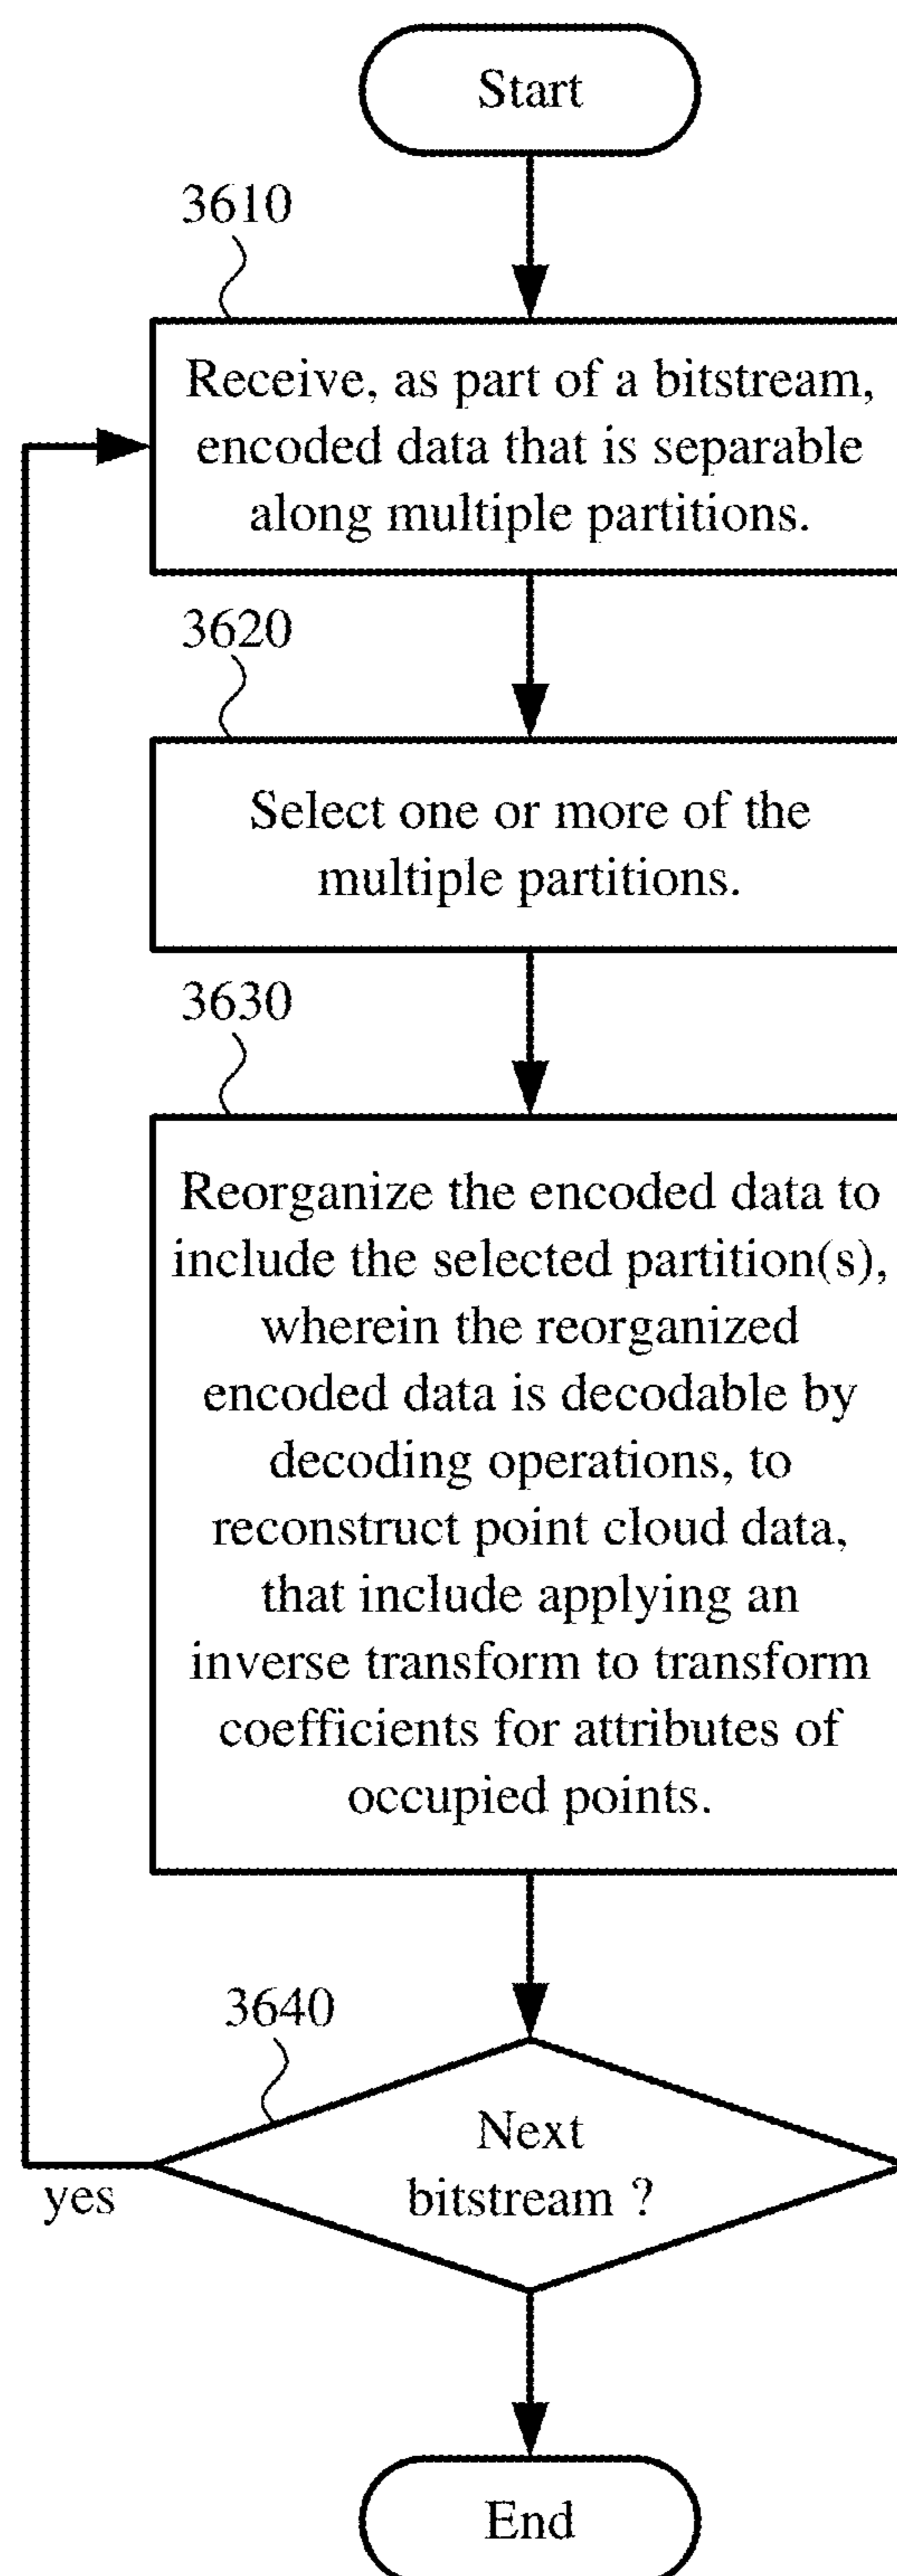 Start
3610
Receive, as part of a bitstream,
encoded data that is separable
along multiple partitions.
3620
Select one or more of the
multiple partitions.
3630
Reorganize the encoded data to
include the selected partition(s),
wherein the reorganized
encoded data is decodable by
decoding operations, to
reconstruct point cloud data,
that include applying an
inverse transform to transform
coefficients for attributes of
occupied points.
3640
Next
bitstream ?
yes
End